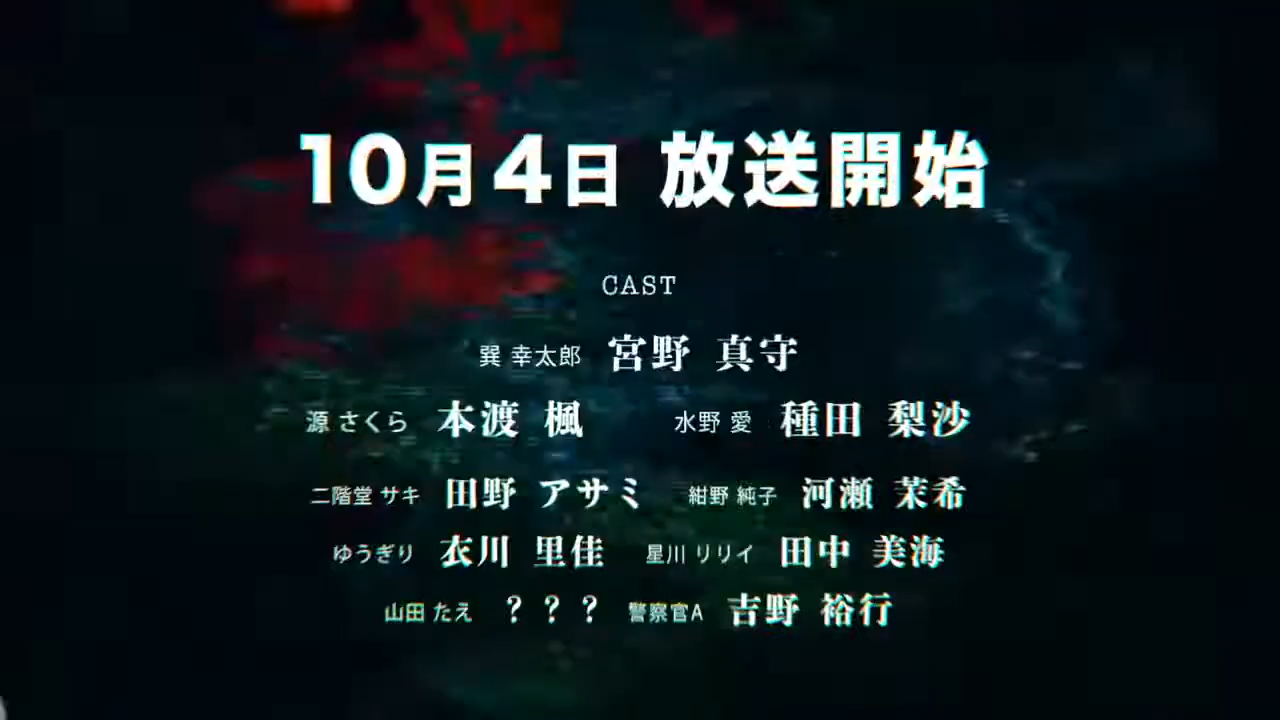 10月4日 放送開始
CAST
巽 幸太郎 宮野 真守
源 さくら 本渡 楓 水野 愛 種田 梨沙
二階堂 サキ 田野 アサミ 紺野 純子 河瀬 茉希
ゆうぎり 衣川 里佳 星川 リリィ 田中 美海
山田 たえ ? ? ? 警察官A 吉野 裕行